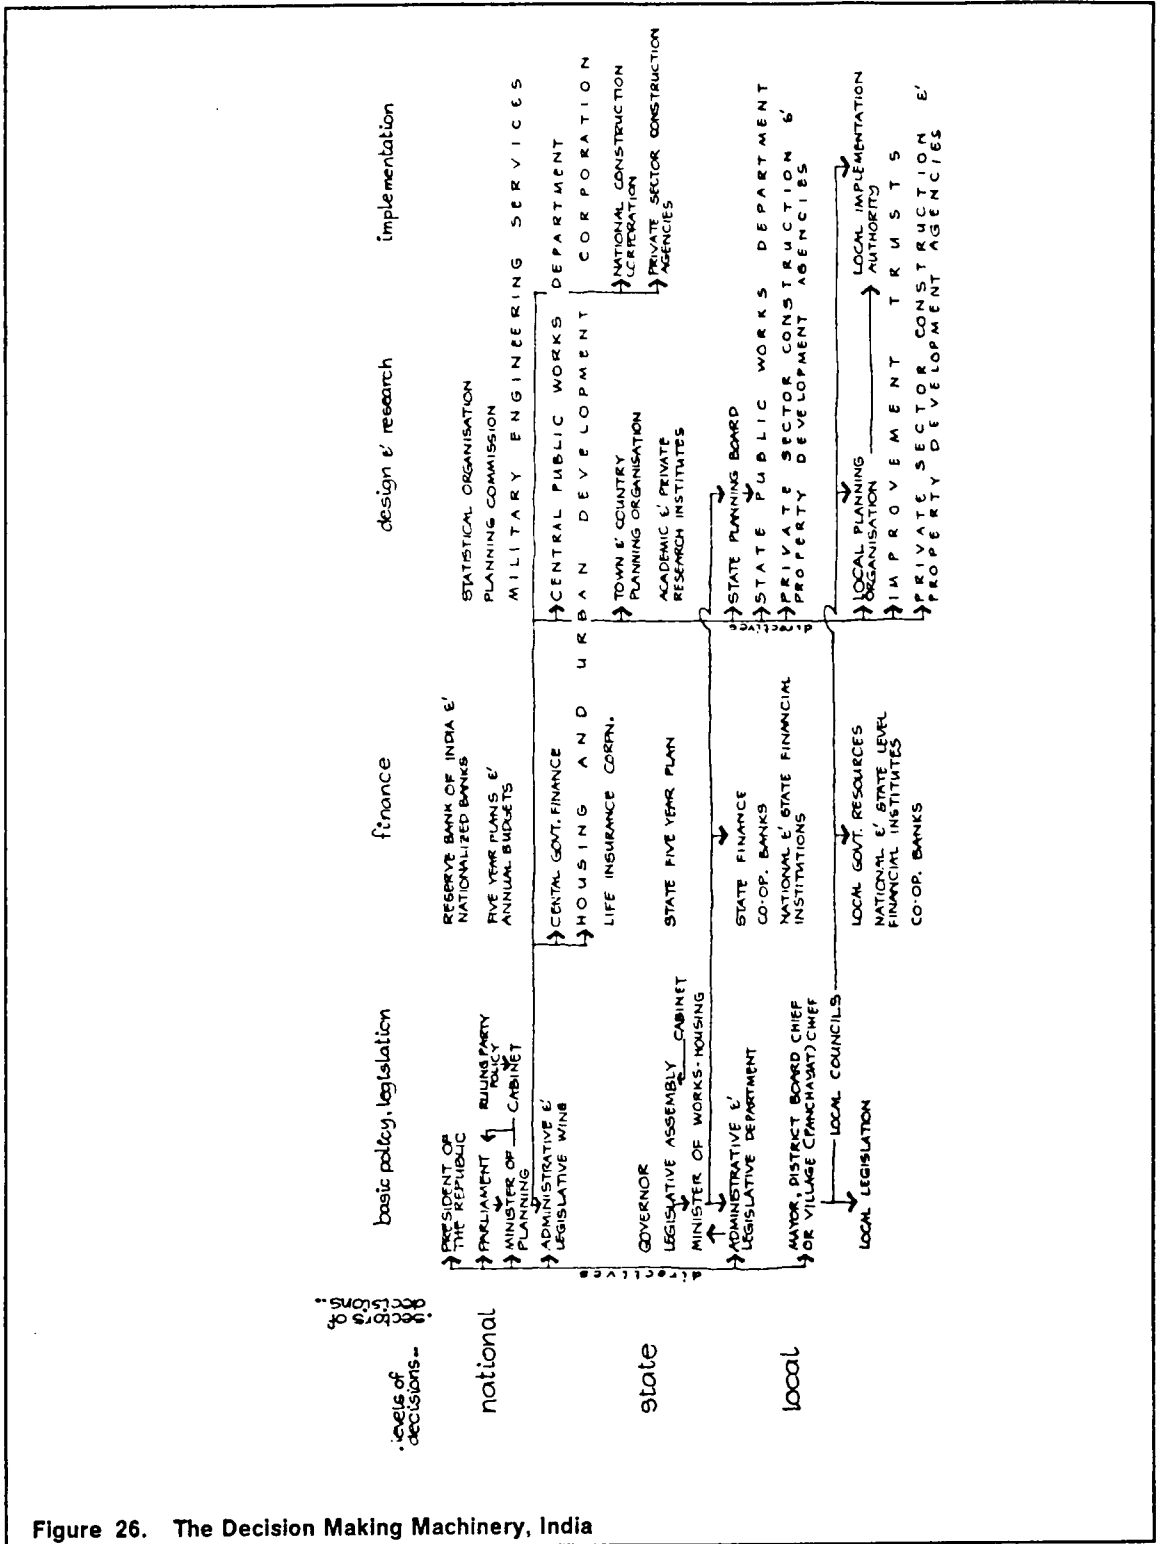 .levels of
decisions..
.sectors of
decisions..
basic policy, legislation
finance
design & research
implementation
national
PRESIDENT OF
THE REPUBLIC
PARLIAMENT
RULING PARTY
POLICY
MINISTER OF
PLANNING
CABINET
ADMINISTRATIVE &
LEGISLATIVE WING
RESERVE BANK OF INDIA &
NATIONALIZED BANKS
FIVE YEAR PLANS &
ANNUAL BUDGETS
CENTAL GOVT. FINANCE
HOUSING AND URBAN DEVELOPMENT CORPORATION
LIFE INSURANCE CORPN.
STATISTICAL ORGANISATION
PLANNING COMMISSION
MILITARY ENGINEERING SERVICES
CENTRAL PUBLIC WORKS DEPARTMENT
TOWN & COUNTRY
PLANNING ORGANISATION
ACADEMIC & PRIVATE
RESEARCH INSTITUTES
NATIONAL CONSTRUCTION
CORPORATION
PRIVATE SECTOR CONSTRUCTION
AGENCIES
directives
state
GOVERNOR
LEGISLATIVE ASSEMBLY
CABINET
MINISTER OF WORKS-HOUSING
ADMINISTRATIVE &
LEGISLATIVE DEPARTMENT
STATE FIVE YEAR PLAN
STATE FINANCE
CO-OP. BANKS
NATIONAL & STATE FINANCIAL
INSTITUTIONS
directives
STATE PLANNING BOARD
STATE PUBLIC WORKS DEPARTMENT
PRIVATE SECTOR CONSTRUCTION &
PROPERTY DEVELOPMENT AGENCIES
local
MAYOR, DISTRICT BOARD CHIEF
OR VILLAGE (PANCHAYAT) CHIEF
LOCAL COUNCILS
LOCAL LEGISLATION
LOCAL GOVT. RESOURCES
NATIONAL & STATE LEVEL
FINANCIAL INSTITUTES
CO-OP. BANKS
LOCAL PLANNING
ORGANISATION
LOCAL IMPLEMENTATION
AUTHORITY
IMPROVEMENT TRUSTS
PRIVATE SECTOR CONSTRUCTION &
PROPERTY DEVELOPMENT AGENCIES
Figure 26. The Decision Making Machinery, India